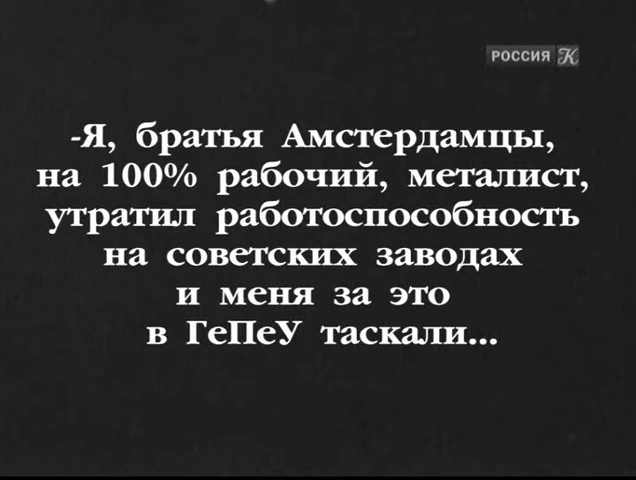 РОССИЯ К
-Я, братья Амстердамцы,
на 100% рабочий, металист,
утратил работоспособность
на советских заводах
и меня за это
в ГеПеУ таскали...